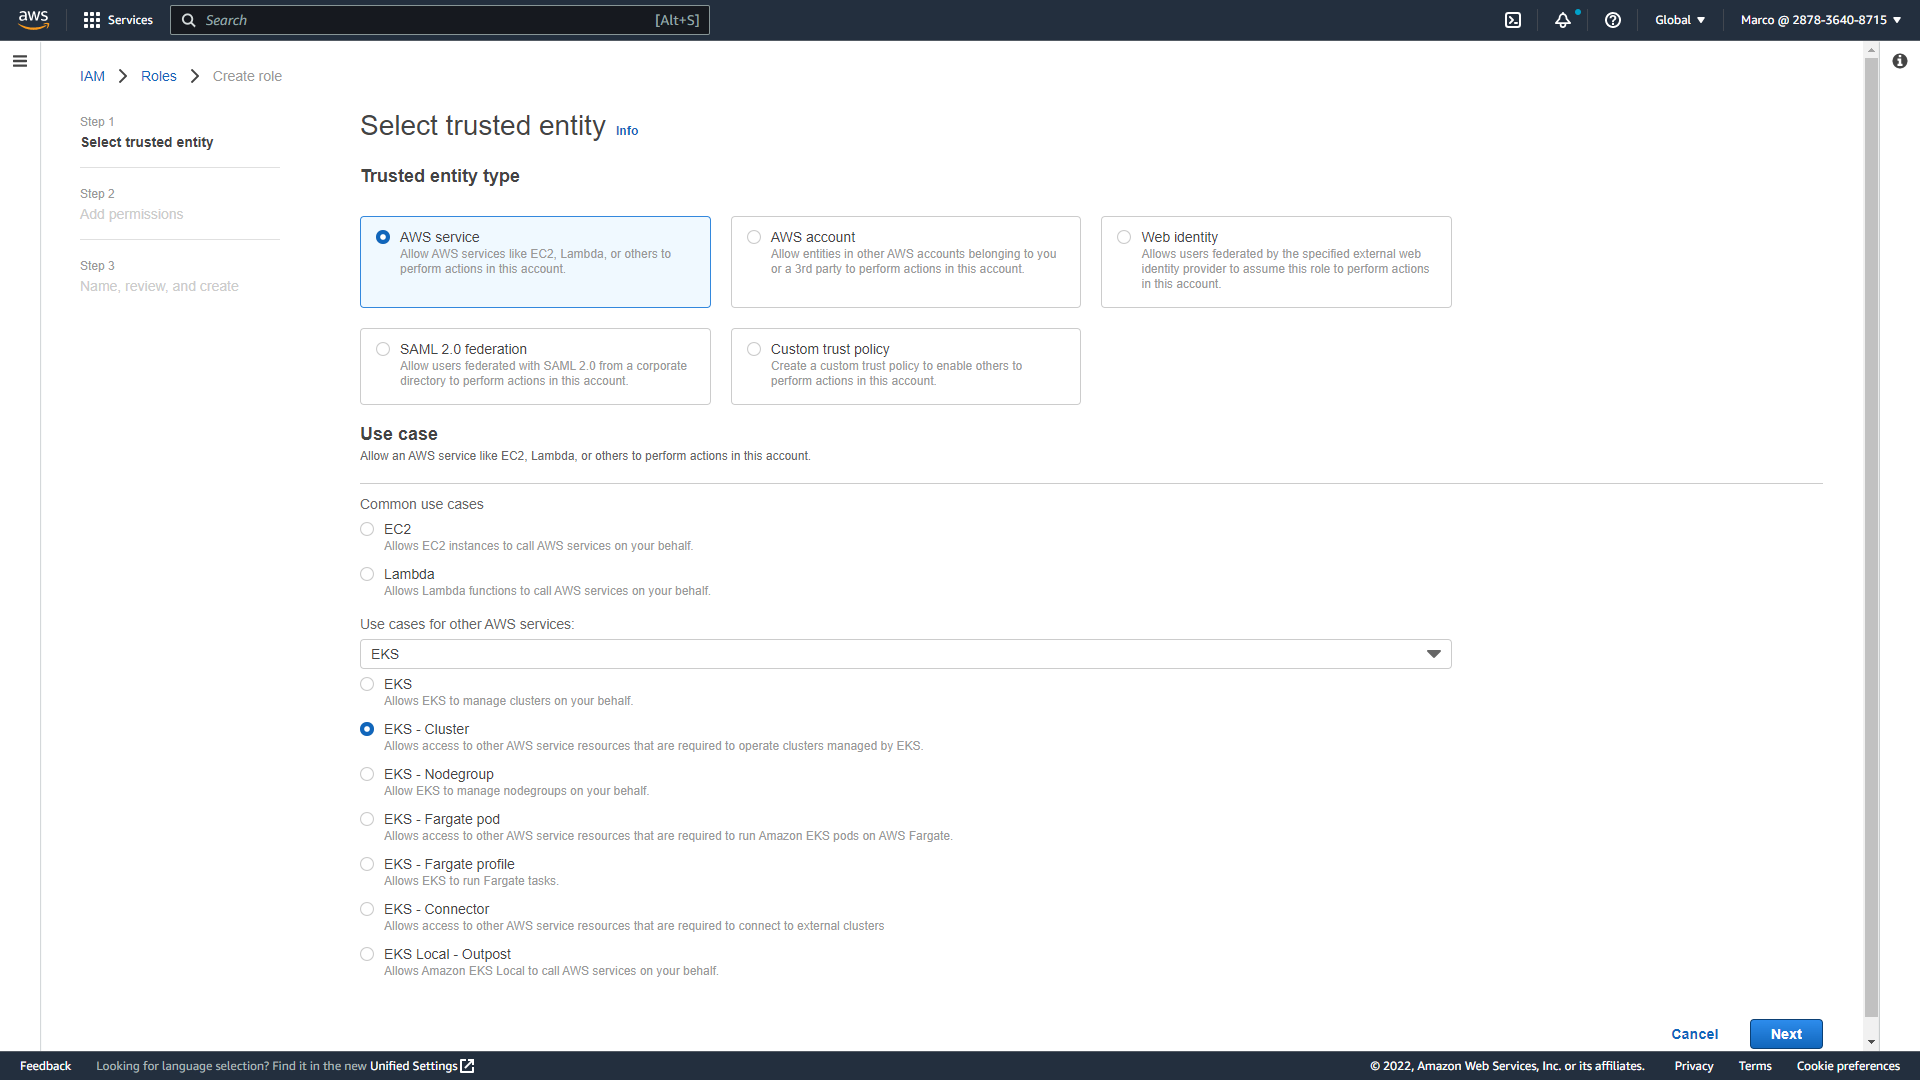 aws
Services
Search
[Alt+S]
Global
Marco @ 2878-3640-8715
IAM
Roles
Create role
Step 1
Select trusted entity
Step 2
Add permissions
Step 3
Name, review, and create
Select trusted entity Info
Trusted entity type
AWS service
Allow AWS services like EC2, Lambda, or others to
perform actions in this account.
AWS account
Allow entities in other AWS accounts belonging to you
or a 3rd party to perform actions in this account.
Web identity
Allows users federated by the specified external web
identity provider to assume this role to perform actions
in this account.
SAML 2.0 federation
Allow users federated with SAML 2.0 from a corporate
directory to perform actions in this account.
Custom trust policy
Create a custom trust policy to enable others to
perform actions in this account.
Use case
Allow an AWS service like EC2, Lambda, or others to perform actions in this account.
Common use cases
EC2
Allows EC2 instances to call AWS services on your behalf.
Lambda
Allows Lambda functions to call AWS services on your behalf.
Use cases for other AWS services:
EKS
EKS
Allows EKS to manage clusters on your behalf.
EKS - Cluster
Allows access to other AWS service resources that are required to operate clusters managed by EKS.
EKS - Nodegroup
Allow EKS to manage nodegroups on your behalf.
EKS - Fargate pod
Allows access to other AWS service resources that are required to run Amazon EKS pods on AWS Fargate.
EKS - Fargate profile
Allows EKS to run Fargate tasks.
EKS - Connector
Allows access to other AWS service resources that are required to connect to external clusters
EKS Local - Outpost
Allows Amazon EKS Local to call AWS services on your behalf.
Cancel
Next
Feedback
Looking for language selection? Find it in the new Unified Settings
© 2022, Amazon Web Services, Inc. or its affiliates.
Privacy
Terms
Cookie preferences